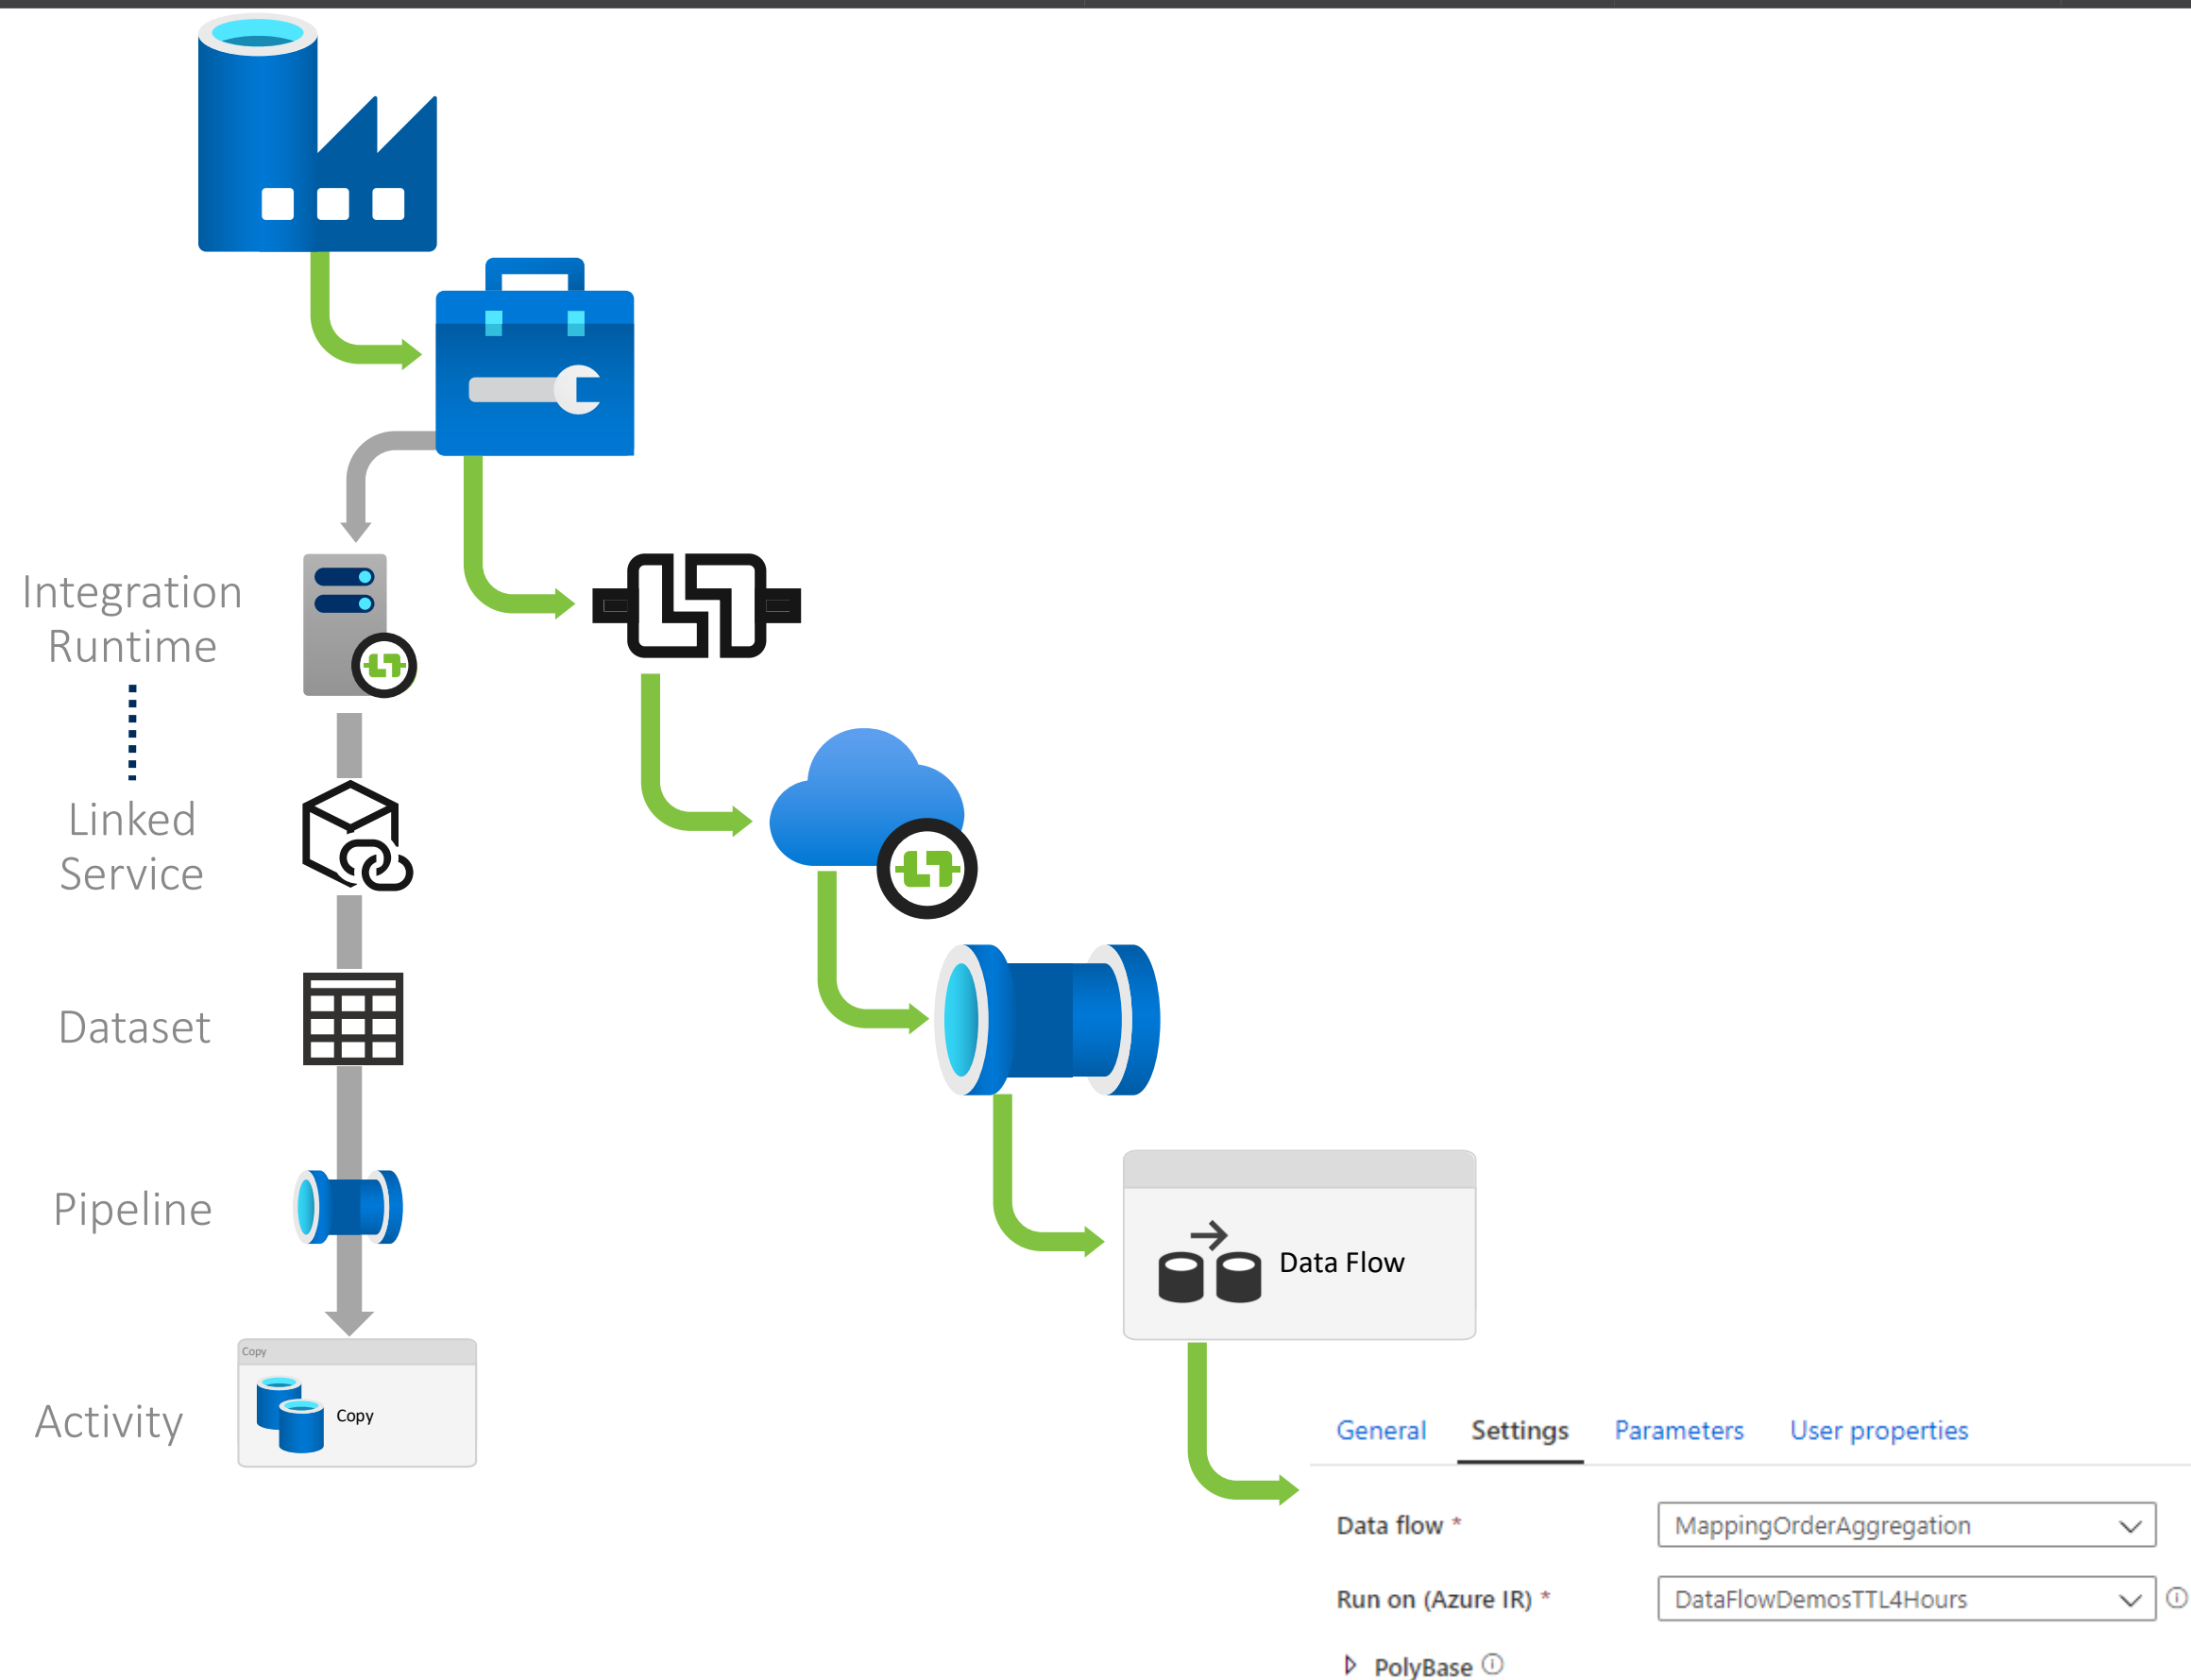 Integration
Runtime
Linked
Service
Dataset
Pipeline
Data Flow
Copy
Copy
Activity
General Settings Parameters User properties
Data flow * MappingOrderAggregation
Run on (Azure IR) * DataFlowDemosTTL4Hours
PolyBase